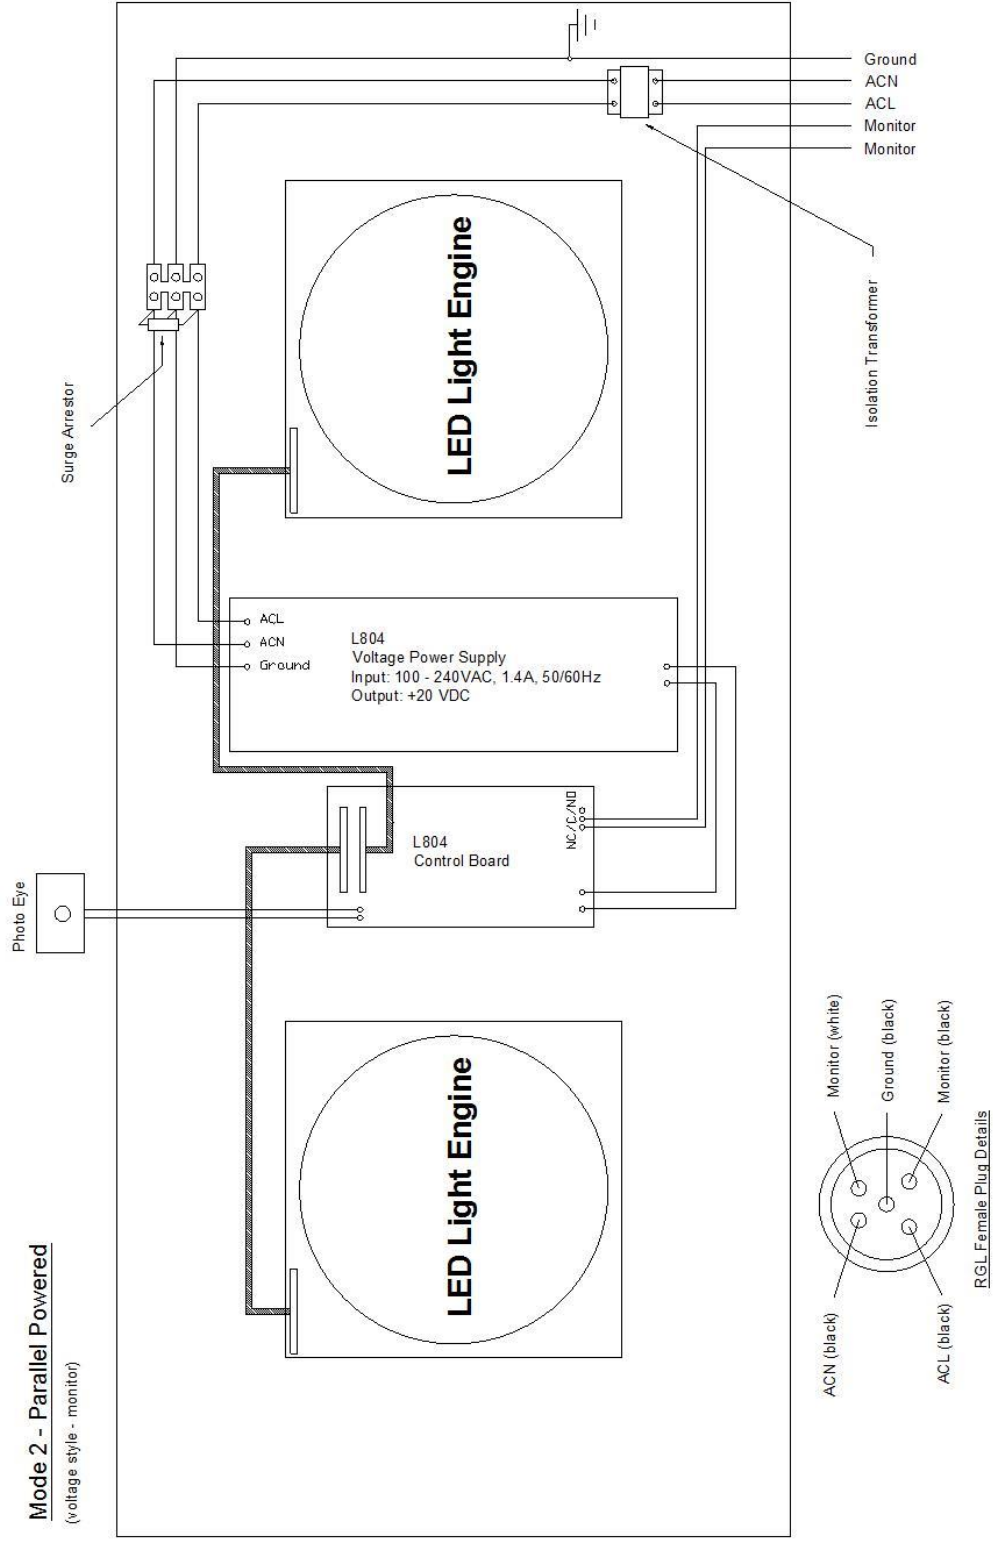 Mode 2 - Parallel Powered
(voltage style - monitor)
Ground
ACN
ACL
Monitor
Monitor
Isolation Transformer
Surge Arrestor
LED Light Engine
ACL
ACN
Ground
L804
Voltage Power Supply
Input: 100 - 240VAC, 1.4A, 50/60Hz
Output: +20 VDC
L804
Control Board
NC/C/NO
Photo Eye
LED Light Engine
Monitor (white)
Ground (black)
Monitor (black)
ACN (black)
ACL (black)
RGL Female Plug Details